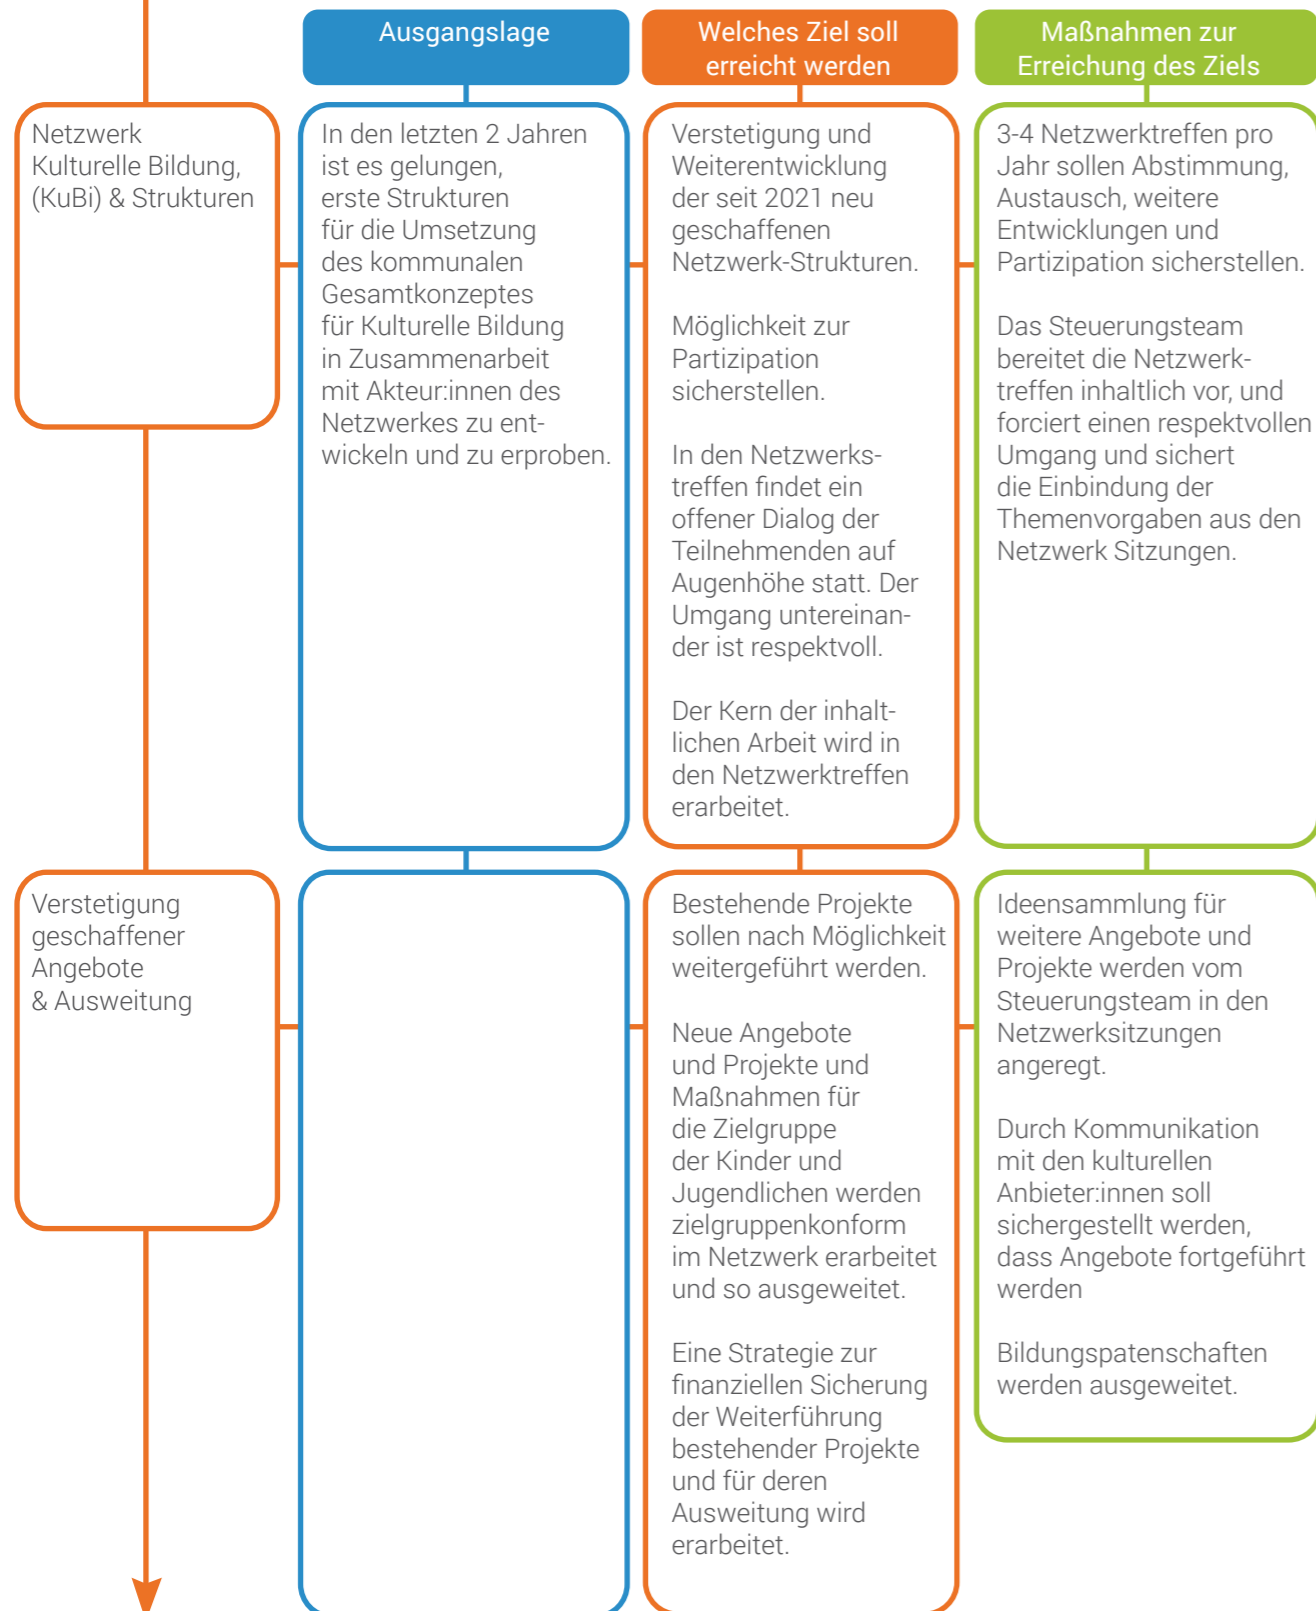 Ausgangslage
Welches Ziel soll
erreicht werden
Maßnahmen zur
Erreichung des Ziels
Netzwerk
Kulturelle Bildung,
(KuBi) & Strukturen
In den letzten 2 Jahren
ist es gelungen,
erste Strukturen
für die Umsetzung
des kommunalen
Gesamtkonzeptes
für Kulturelle Bildung
in Zusammenarbeit
mit Akteur:innen des
Netzwerkes zu ent-
wickeln und zu erproben.
Verstetigung und
Weiterentwicklung
der seit 2021 neu
geschaffenen
Netzwerk-Strukturen.
Möglichkeit zur
Partizipation
sicherstellen.
In den Netzwerks-
treffen findet ein
offener Dialog der
Teilnehmenden auf
Augenhöhe statt. Der
Umgang untereinan-
der ist respektvoll.
Der Kern der inhalt-
lichen Arbeit wird in
den Netzwerktreffen
erarbeitet.
3-4 Netzwerktreffen pro
Jahr sollen Abstimmung,
Austausch, weitere
Entwicklungen und
Partizipation sicherstellen.
Das Steuerungsteam
bereitet die Netzwerk-
treffen inhaltlich vor, und
forciert einen respektvollen
Umgang und sichert
die Einbindung der
Themenvorgaben aus den
Netzwerk Sitzungen.
Verstetigung
geschaffener
Angebote
& Ausweitung
Bestehende Projekte
sollen nach Möglichkeit
weitergeführt werden.
Neue Angebote
und Projekte und
Maßnahmen für
die Zielgruppe
der Kinder und
Jugendlichen werden
zielgruppenkonform
im Netzwerk erarbeitet
und so ausgeweitet.
Eine Strategie zur
finanziellen Sicherung
der Weiterführung
bestehender Projekte
und für deren
Ausweitung wird
erarbeitet.
Ideensammlung für
weitere Angebote und
Projekte werden vom
Steuerungsteam in den
Netzwerksitzungen
angeregt.
Durch Kommunikation
mit den kulturellen
Anbieter:innen soll
sichergestellt werden,
dass Angebote fortgeführt
werden
Bildungspatenschaften
werden ausgeweitet.